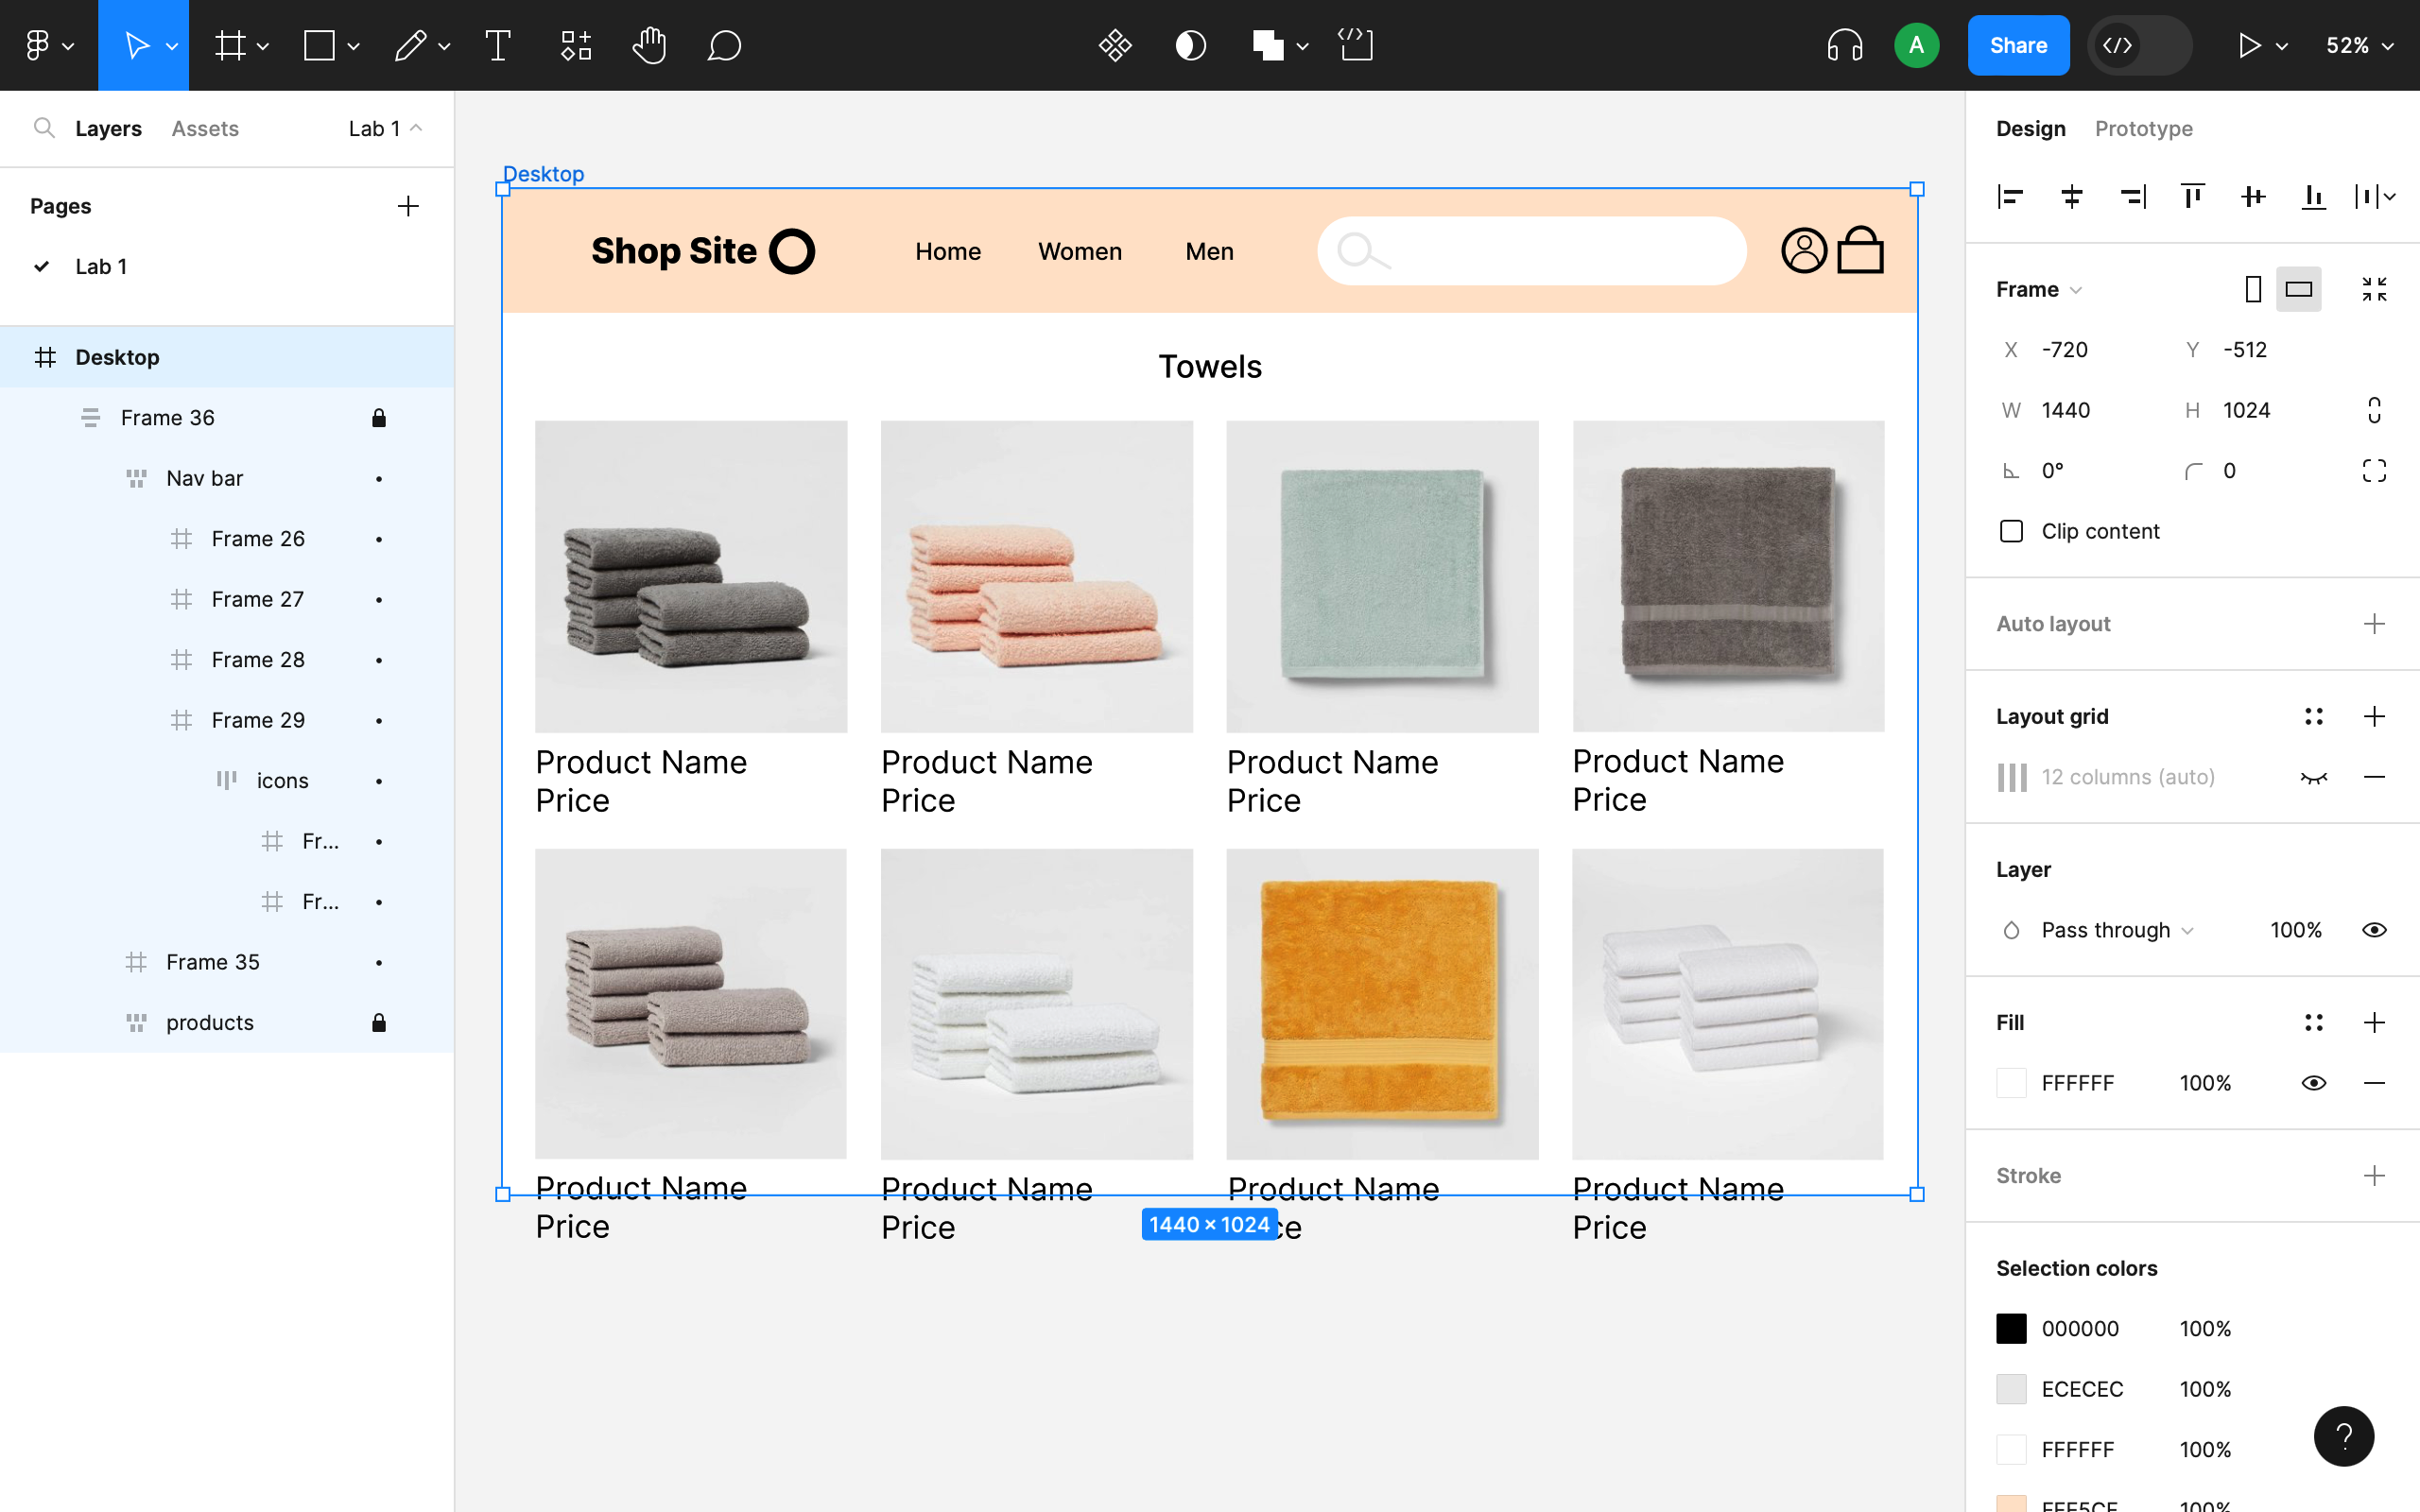 A
Share
52%
Layers
Assets
Lab 1
Pages
Lab 1
Desktop
Frame 36
Nav bar
Frame 26
Frame 27
Frame 28
Frame 29
icons
Fr...
Fr...
Frame 35
products
Desktop
Shop Site
Home
Women
Men
Towels
Product Name
Price
Product Name
Price
Product Name
Price
Product Name
Price
Product Name
Price
Product Name
Price
Product Name
ce
Product Name
Price
1440 × 1024
Design
Prototype
Frame
X -720
Y -512
W 1440
H 1024
0°
0
Clip content
Auto layout
Layout grid
12 columns (auto)
Layer
Pass through
100%
Fill
FFFFFF
100%
Stroke
Selection colors
000000
100%
ECECEC
100%
FFFFFF
100%
FFE5CE
100%
?